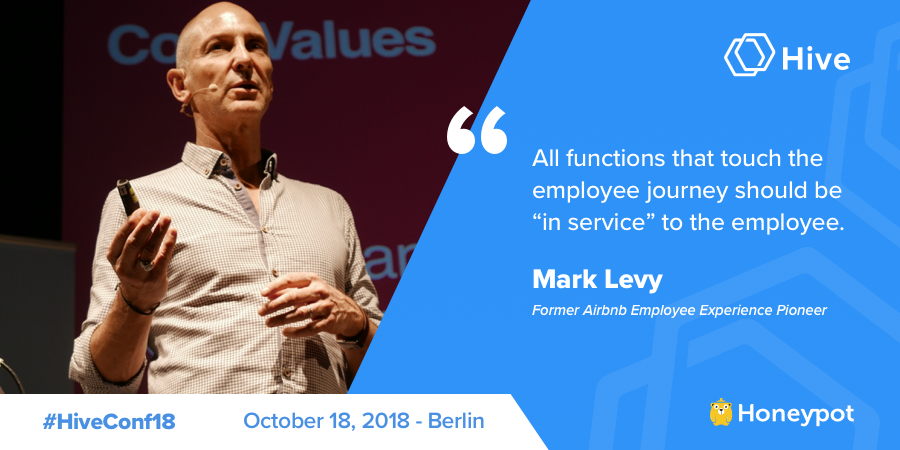 Co Values
an
Hive
“
All functions that touch the
employee journey should be
“in service” to the employee.
Mark Levy
Former Airbnb Employee Experience Pioneer
#HiveConf18
October 18, 2018 - Berlin
Honeypot